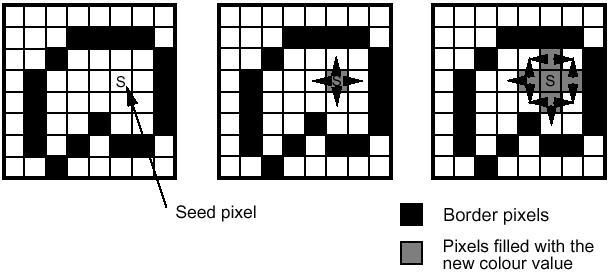 S
S
S
Seed pixel
Border pixels
Pixels filled with the
new colour value